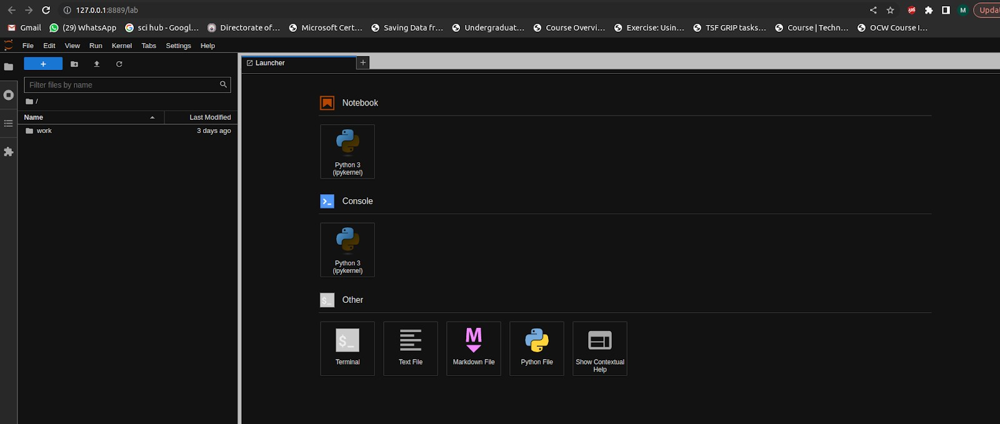 127.0.0.1:8889/lab
M
Gmail
(29) WhatsApp
sci hub - Googl...
Directorate of...
Microsoft Cert...
Saving Data fr...
Undergraduat...
Course Overvi...
Exercise: Usin...
TSF GRIP tasks...
Course | Techn...
OCW Course I...
File Edit View Run Kernel Tabs Settings Help
+
Launcher
+
Filter files by name
/
Name
Last Modified
work
3 days ago
Notebook
Python 3
(ipykernel)
Console
Python 3
(ipykernel)
$_
Other
$_
Terminal
Text File
M
Markdown File
Python File
Show Contextual
Help